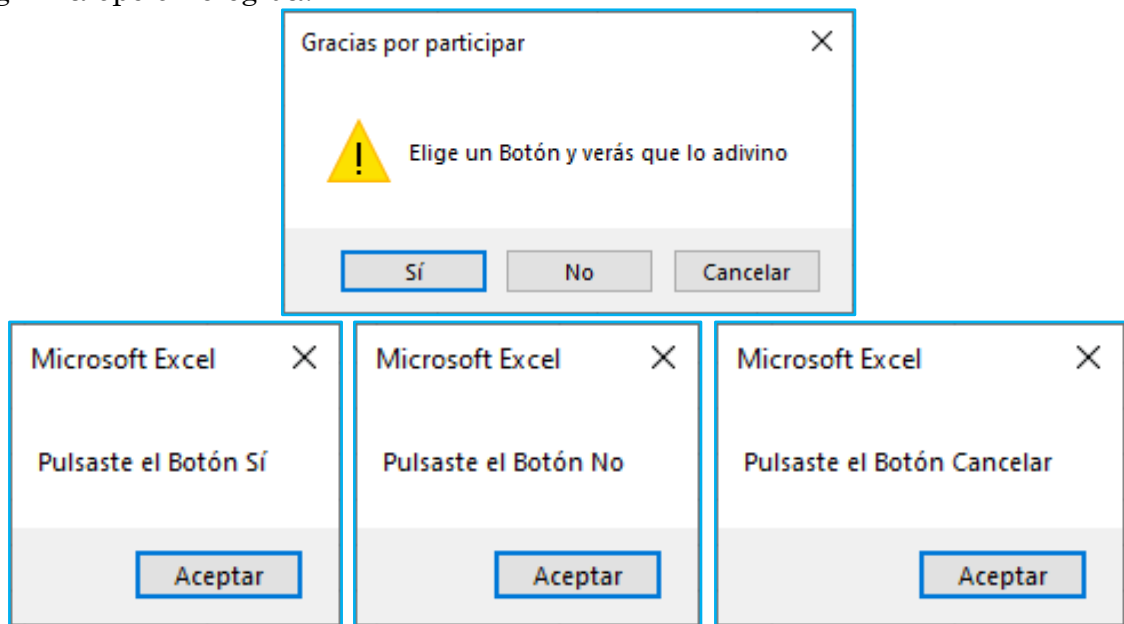 Gracias por participar
Elige un Botón y verás que lo adivino
Sí No Cancelar
Microsoft Excel
Pulsaste el Botón Sí
Aceptar
Microsoft Excel
Pulsaste el Botón No
Aceptar
Microsoft Excel
Pulsaste el Botón Cancelar
Aceptar